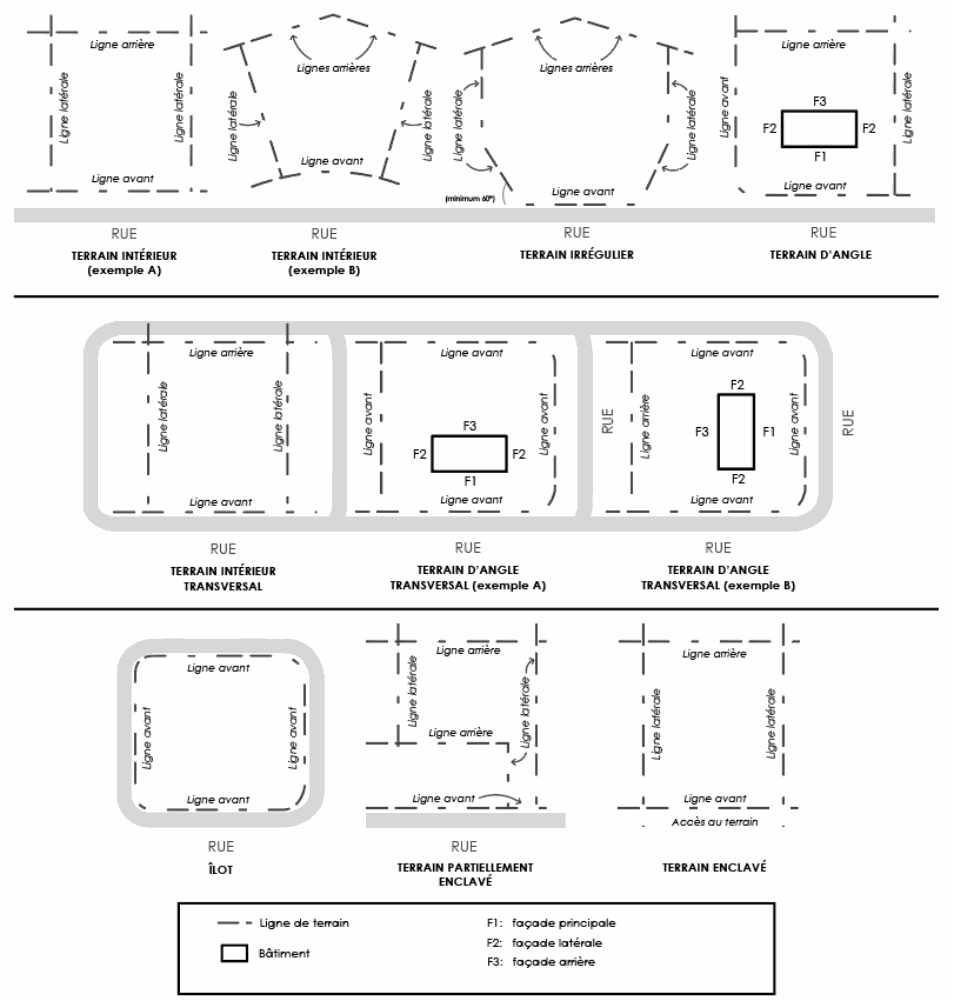 Ligne arrière
Ligne latérale
Ligne latérale
Ligne avant
RUE
TERRAIN INTÉRIEUR
(exemple A)
Lignes arrières
Ligne latérale
Ligne latérale
Ligne avant
RUE
TERRAIN INTÉRIEUR
(exemple B)
Lignes arrières
Ligne latérale
Ligne latérale
(minimum 60°)
Ligne avant
RUE
TERRAIN IRRÉGULIER
Ligne arrière
Ligne avant
Ligne latérale
F3
F2
F2
F1
Ligne avant
RUE
TERRAIN D'ANGLE
Ligne arrière
Ligne latérale
Ligne latérale
Ligne avant
RUE
TERRAIN INTÉRIEUR
TRANSVERSAL
Ligne avant
Ligne avant
Ligne avant
F3
F2
F2
F1
Ligne avant
RUE
TERRAIN D'ANGLE
TRANSVERSAL (exemple A)
RUE
Ligne avant
Ligne arrière
Ligne avant
F2
F3
F1
F2
Ligne avant
RUE
RUE
TERRAIN D'ANGLE
TRANSVERSAL (exemple B)
Ligne avant
Ligne avant
Ligne avant
Ligne avant
RUE
ÎLOT
Ligne arrière
Ligne latérale
Ligne latérale
Ligne arrière
Ligne avant
RUE
TERRAIN PARTIELLEMENT
ENCLAVÉ
Ligne arrière
Ligne latérale
Ligne latérale
Ligne avant
Accès au terrain
TERRAIN ENCLAVÉ
Ligne de terrain
Bâtiment
F1: façade principale
F2: façade latérale
F3: façade arrière